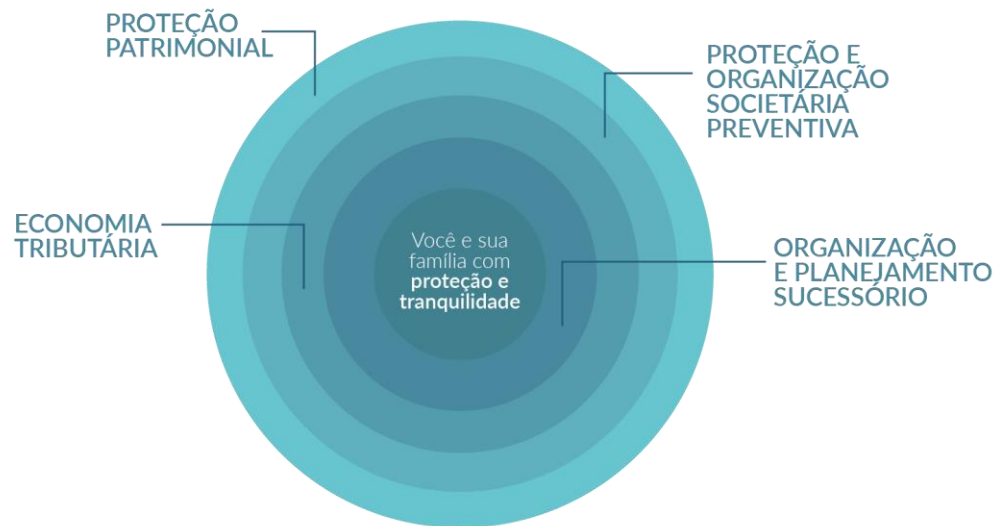 PROTEÇÃO
PATRIMONIAL
PROTEÇÃO E
ORGANIZAÇÃO
SOCIETÁRIA
PREVENTIVA
ECONOMIA
TRIBUTÁRIA
Você e sua
família com
proteção e
tranquilidade
ORGANIZAÇÃO
E PLANEJAMENTO
SUCESSÓRIO